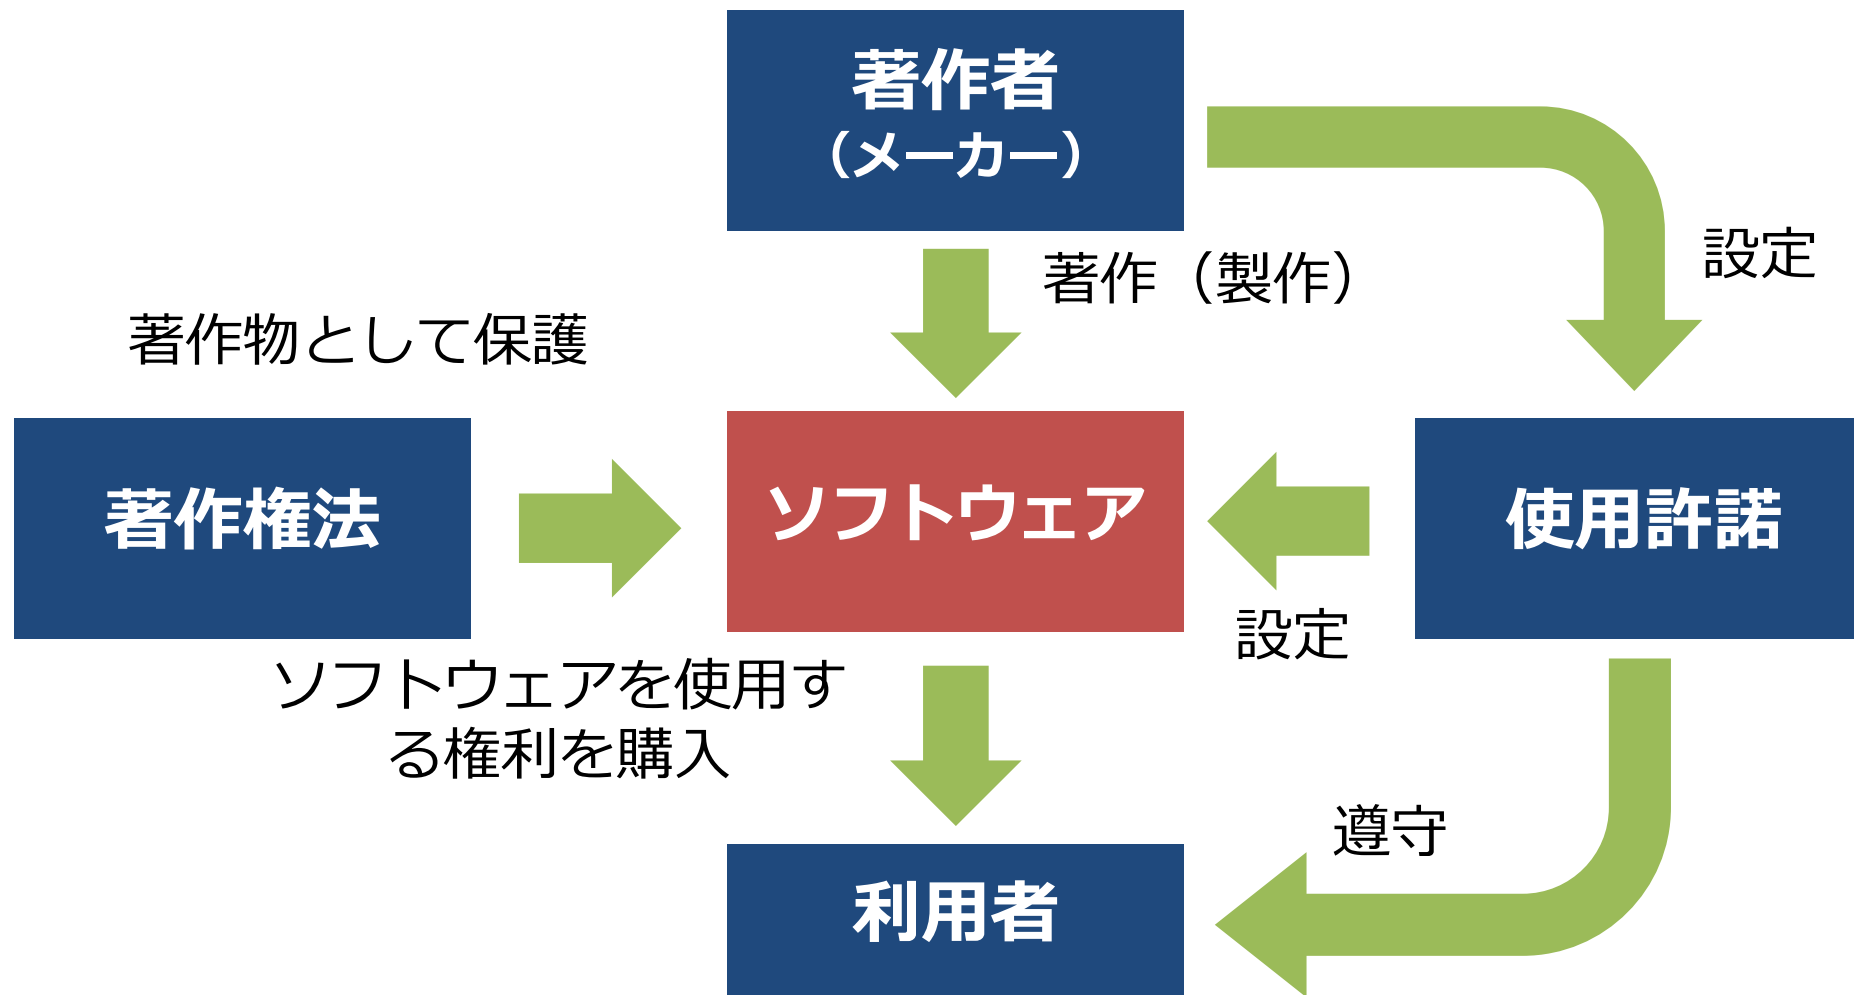 著作者
（メーカー）
設定
著作（製作）
著作物として保護
著作権法
ソフトウェア
使用許諾
設定
ソフトウェアを使用す
る権利を購入
遵守
利用者